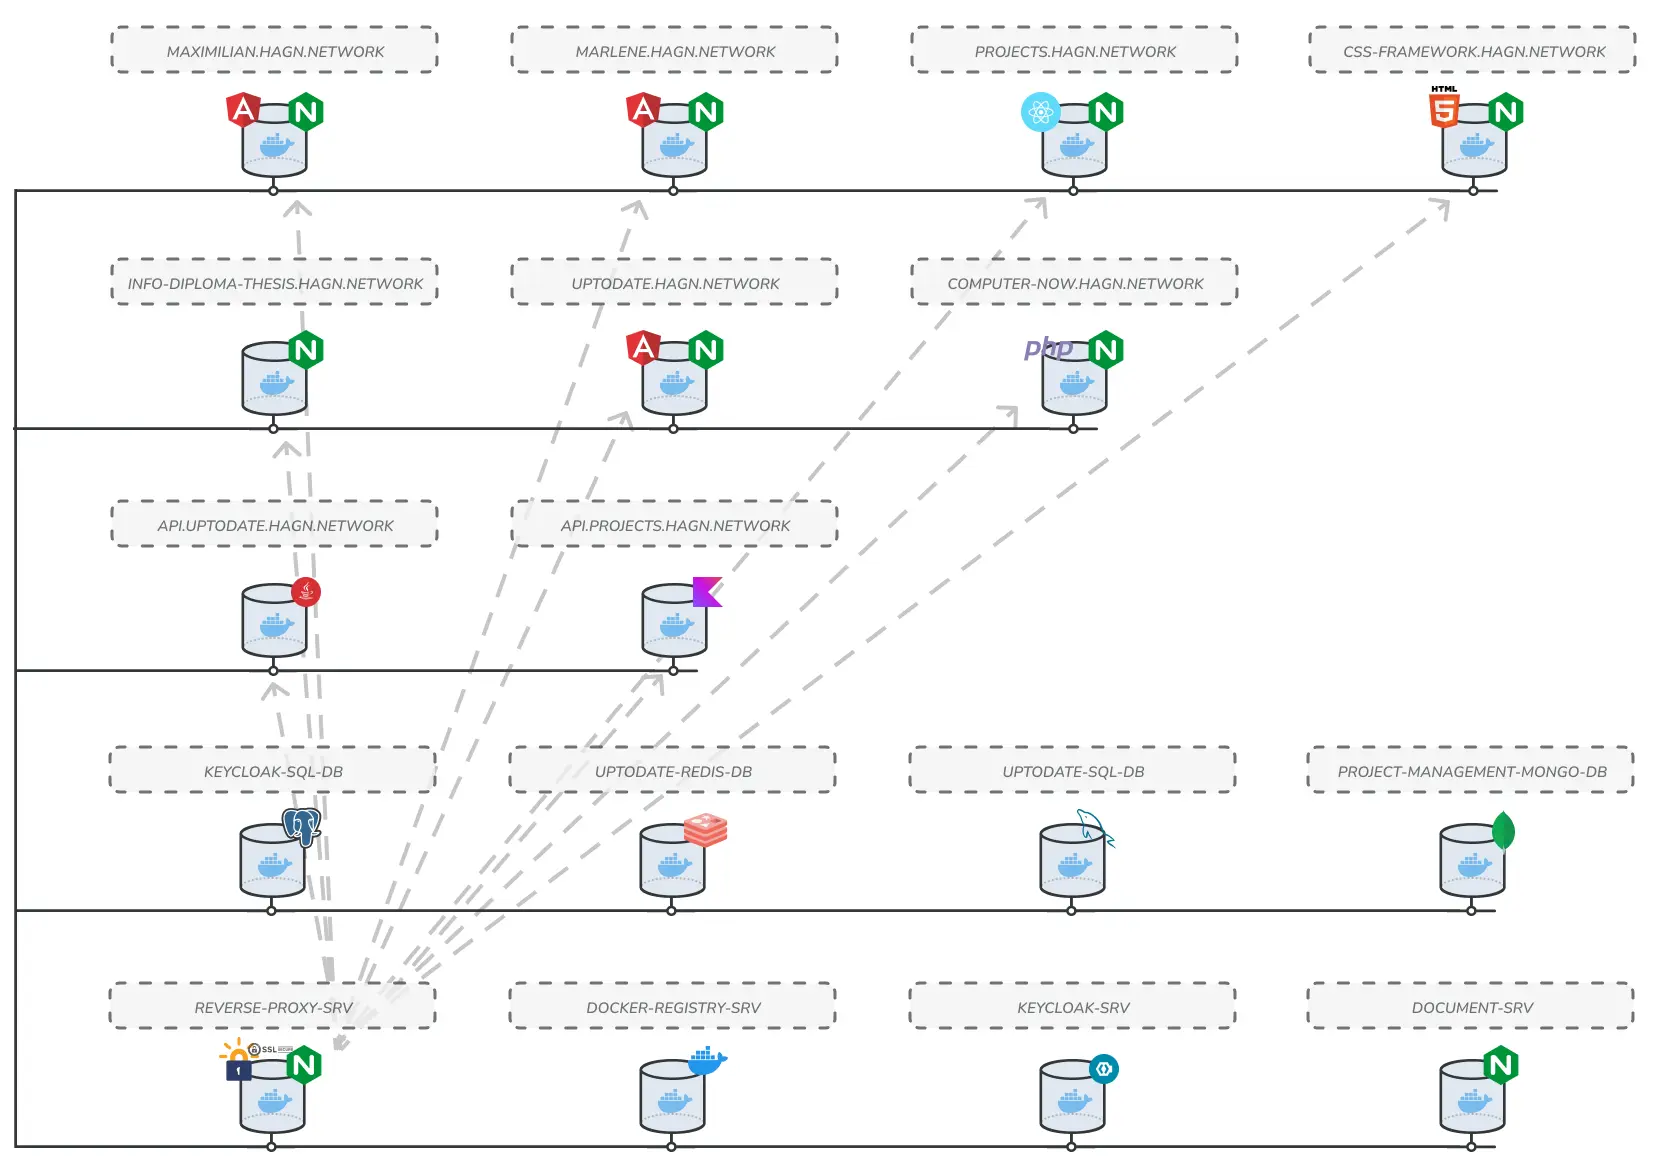 MAXIMILIAN.HAGN.NETWORK
MARLENE.HAGN.NETWORK
PROJECTS.HAGN.NETWORK
CSS-FRAMEWORK.HAGN.NETWORK
A
N
A
N
N
HTML
5
N
INFO-DIPLOMA-THESIS.HAGN.NETWORK
UPTODATE.HAGN.NETWORK
COMPUTER-NOW.HAGN.NETWORK
N
A
N
php
N
API.UPTODATE.HAGN.NETWORK
API.PROJECTS.HAGN.NETWORK
KEYCLOAK-SQL-DB
UPTODATE-REDIS-DB
UPTODATE-SQL-DB
PROJECT-MANAGEMENT-MONGO-DB
REVERSE-PROXY-SRV
DOCKER-REGISTRY-SRV
KEYCLOAK-SRV
DOCUMENT-SRV
SSL SECURE
N
N